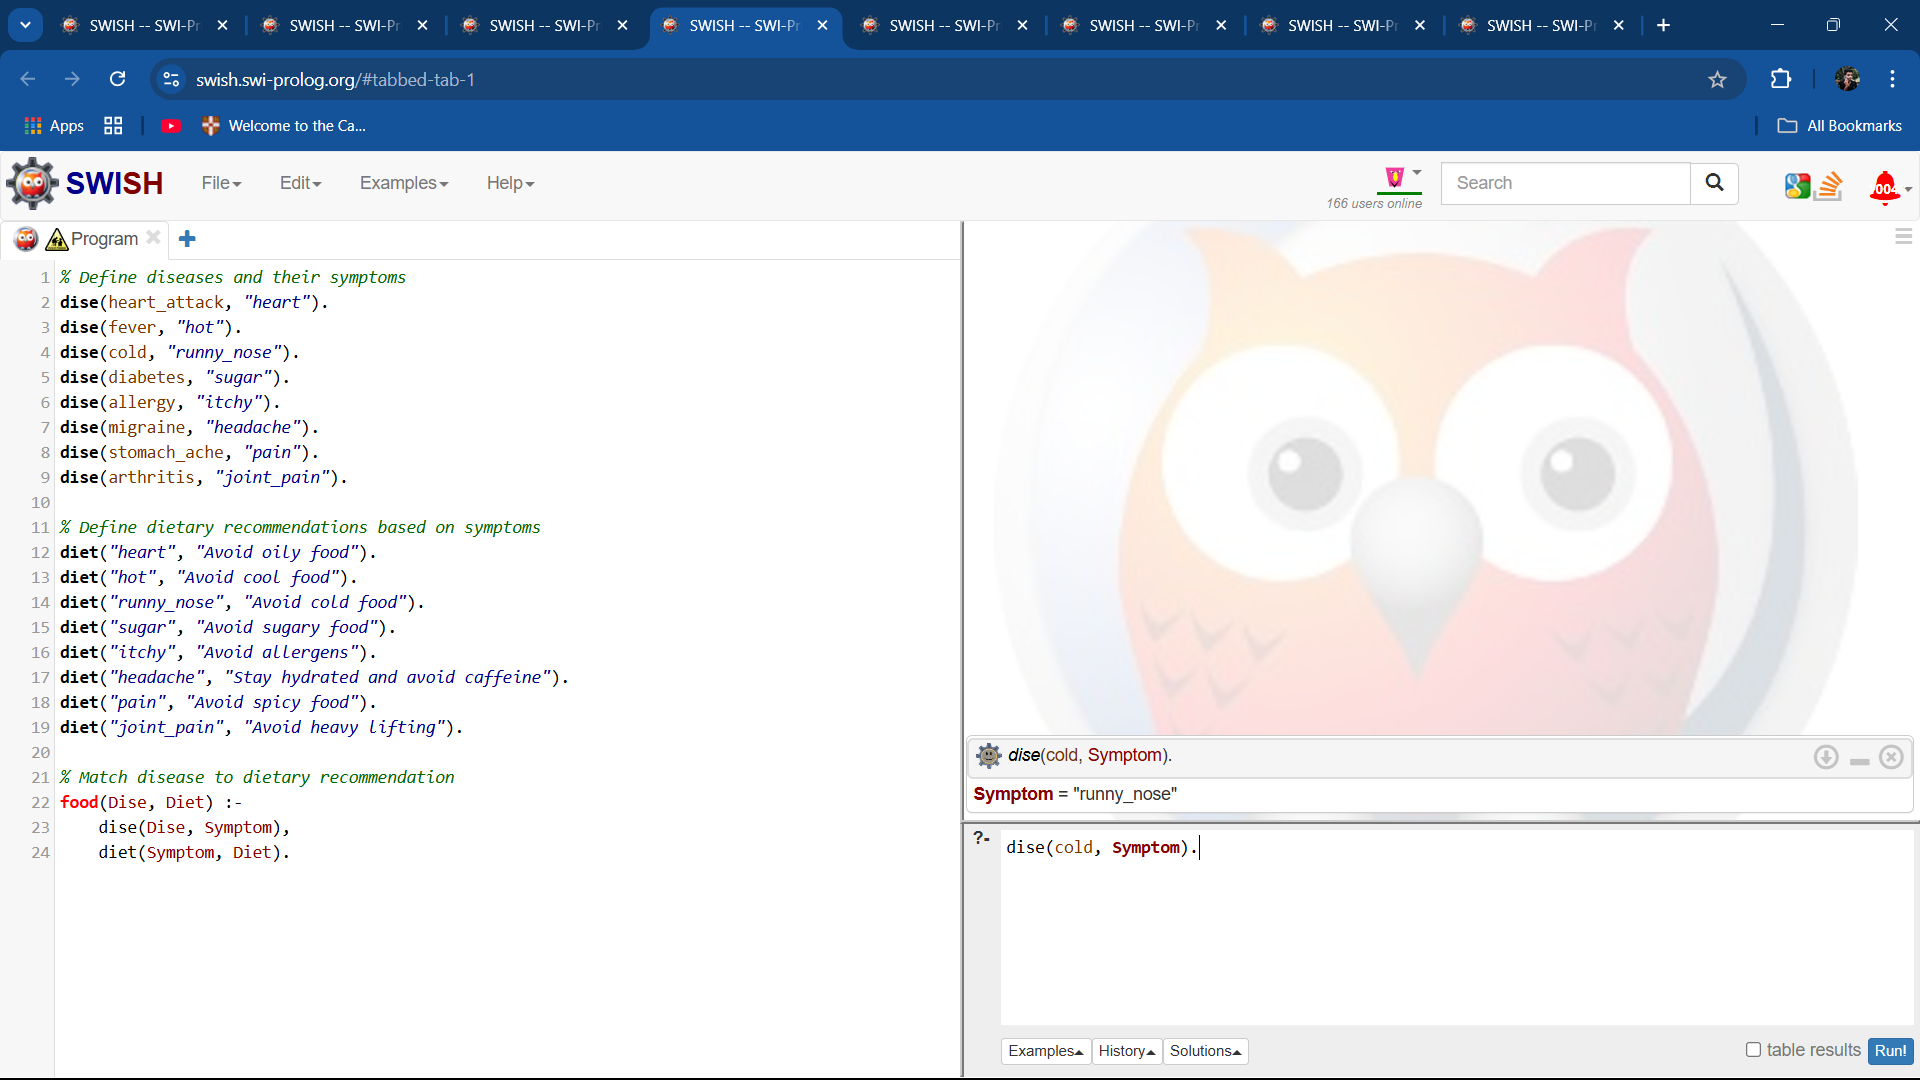 SWISH -- SWI-Pr
SWISH -- SWI-Pr
SWISH -- SWI-Pr
SWISH -- SWI-Pr
SWISH -- SWI-Pr
SWISH -- SWI-Pr
SWISH -- SWI-Pr
SWISH -- SWI-Pr
swish.swi-prolog.org/#tabbed-tab-1
Apps
Welcome to the Ca...
All Bookmarks
SWISH
File
Edit
Examples
Help
166 users online
Search
Program
1 % Define diseases and their symptoms
2 dise(heart_attack, "heart").
3 dise(fever, "hot").
4 dise(cold, "runny_nose").
5 dise(diabetes, "sugar").
6 dise(allergy, "itchy").
7 dise(migraine, "headache").
8 dise(stomach_ache, "pain").
9 dise(arthritis, "joint_pain").
10
11 % Define dietary recommendations based on symptoms
12 diet("heart", "Avoid oily food").
13 diet("hot", "Avoid cool food").
14 diet("runny_nose", "Avoid cold food").
15 diet("sugar", "Avoid sugary food").
16 diet("itchy", "Avoid allergens").
17 diet("headache", "Stay hydrated and avoid caffeine").
18 diet("pain", "Avoid spicy food").
19 diet("joint_pain", "Avoid heavy lifting").
20
21 % Match disease to dietary recommendation
22 food(Dise, Diet) :-
23 dise(Dise, Symptom),
24 diet(Symptom, Diet).
dise(cold, Symptom).
Symptom = "runny_nose"
?- dise(cold, Symptom).
Examples
History
Solutions
table results
Run!